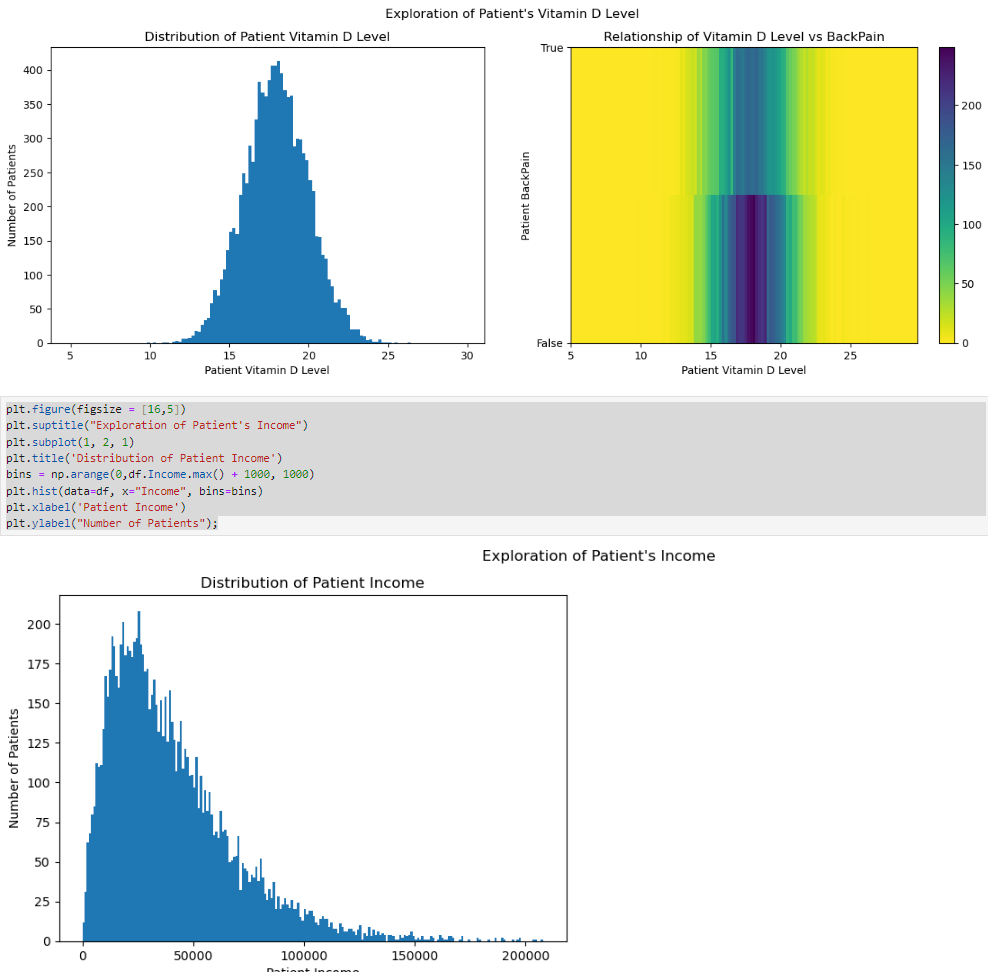 Exploration of Patient's Vitamin D Level
Distribution of Patient Vitamin D Level
400
350
300
250
200
150
100
50
0
Number of Patients
5 10 15 20 25 30
Patient Vitamin D Level
Relationship of Vitamin D Level vs BackPain
True
False
Patient BackPain
5 10 15 20 25
Patient Vitamin D Level
200
150
100
50
0
plt.figure(figsize = [16,5])
plt.suptitle("Exploration of Patient's Income")
plt.subplot(1, 2, 1)
plt.title('Distribution of Patient Income')
bins = np.arange(0,df.Income.max() + 1000, 1000)
plt.hist(data=df, x="Income", bins=bins)
plt.xlabel('Patient Income')
plt.ylabel("Number of Patients");
Exploration of Patient's Income
Distribution of Patient Income
200
175
150
125
100
75
50
25
0
Number of Patients
0 50000 100000 150000 200000
Patient Income